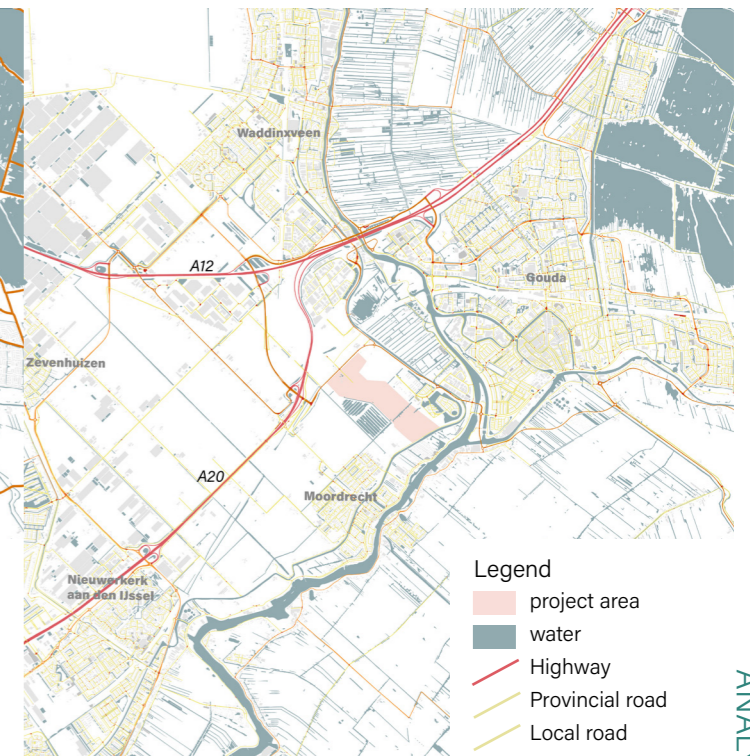 Waddinxveen
A12
Gouda
Zevenhuizen
A20
Moordrecht
Nieuwerkerk
aan den IJssel
Legend
project area
water
Highway
Provincial road
Local road